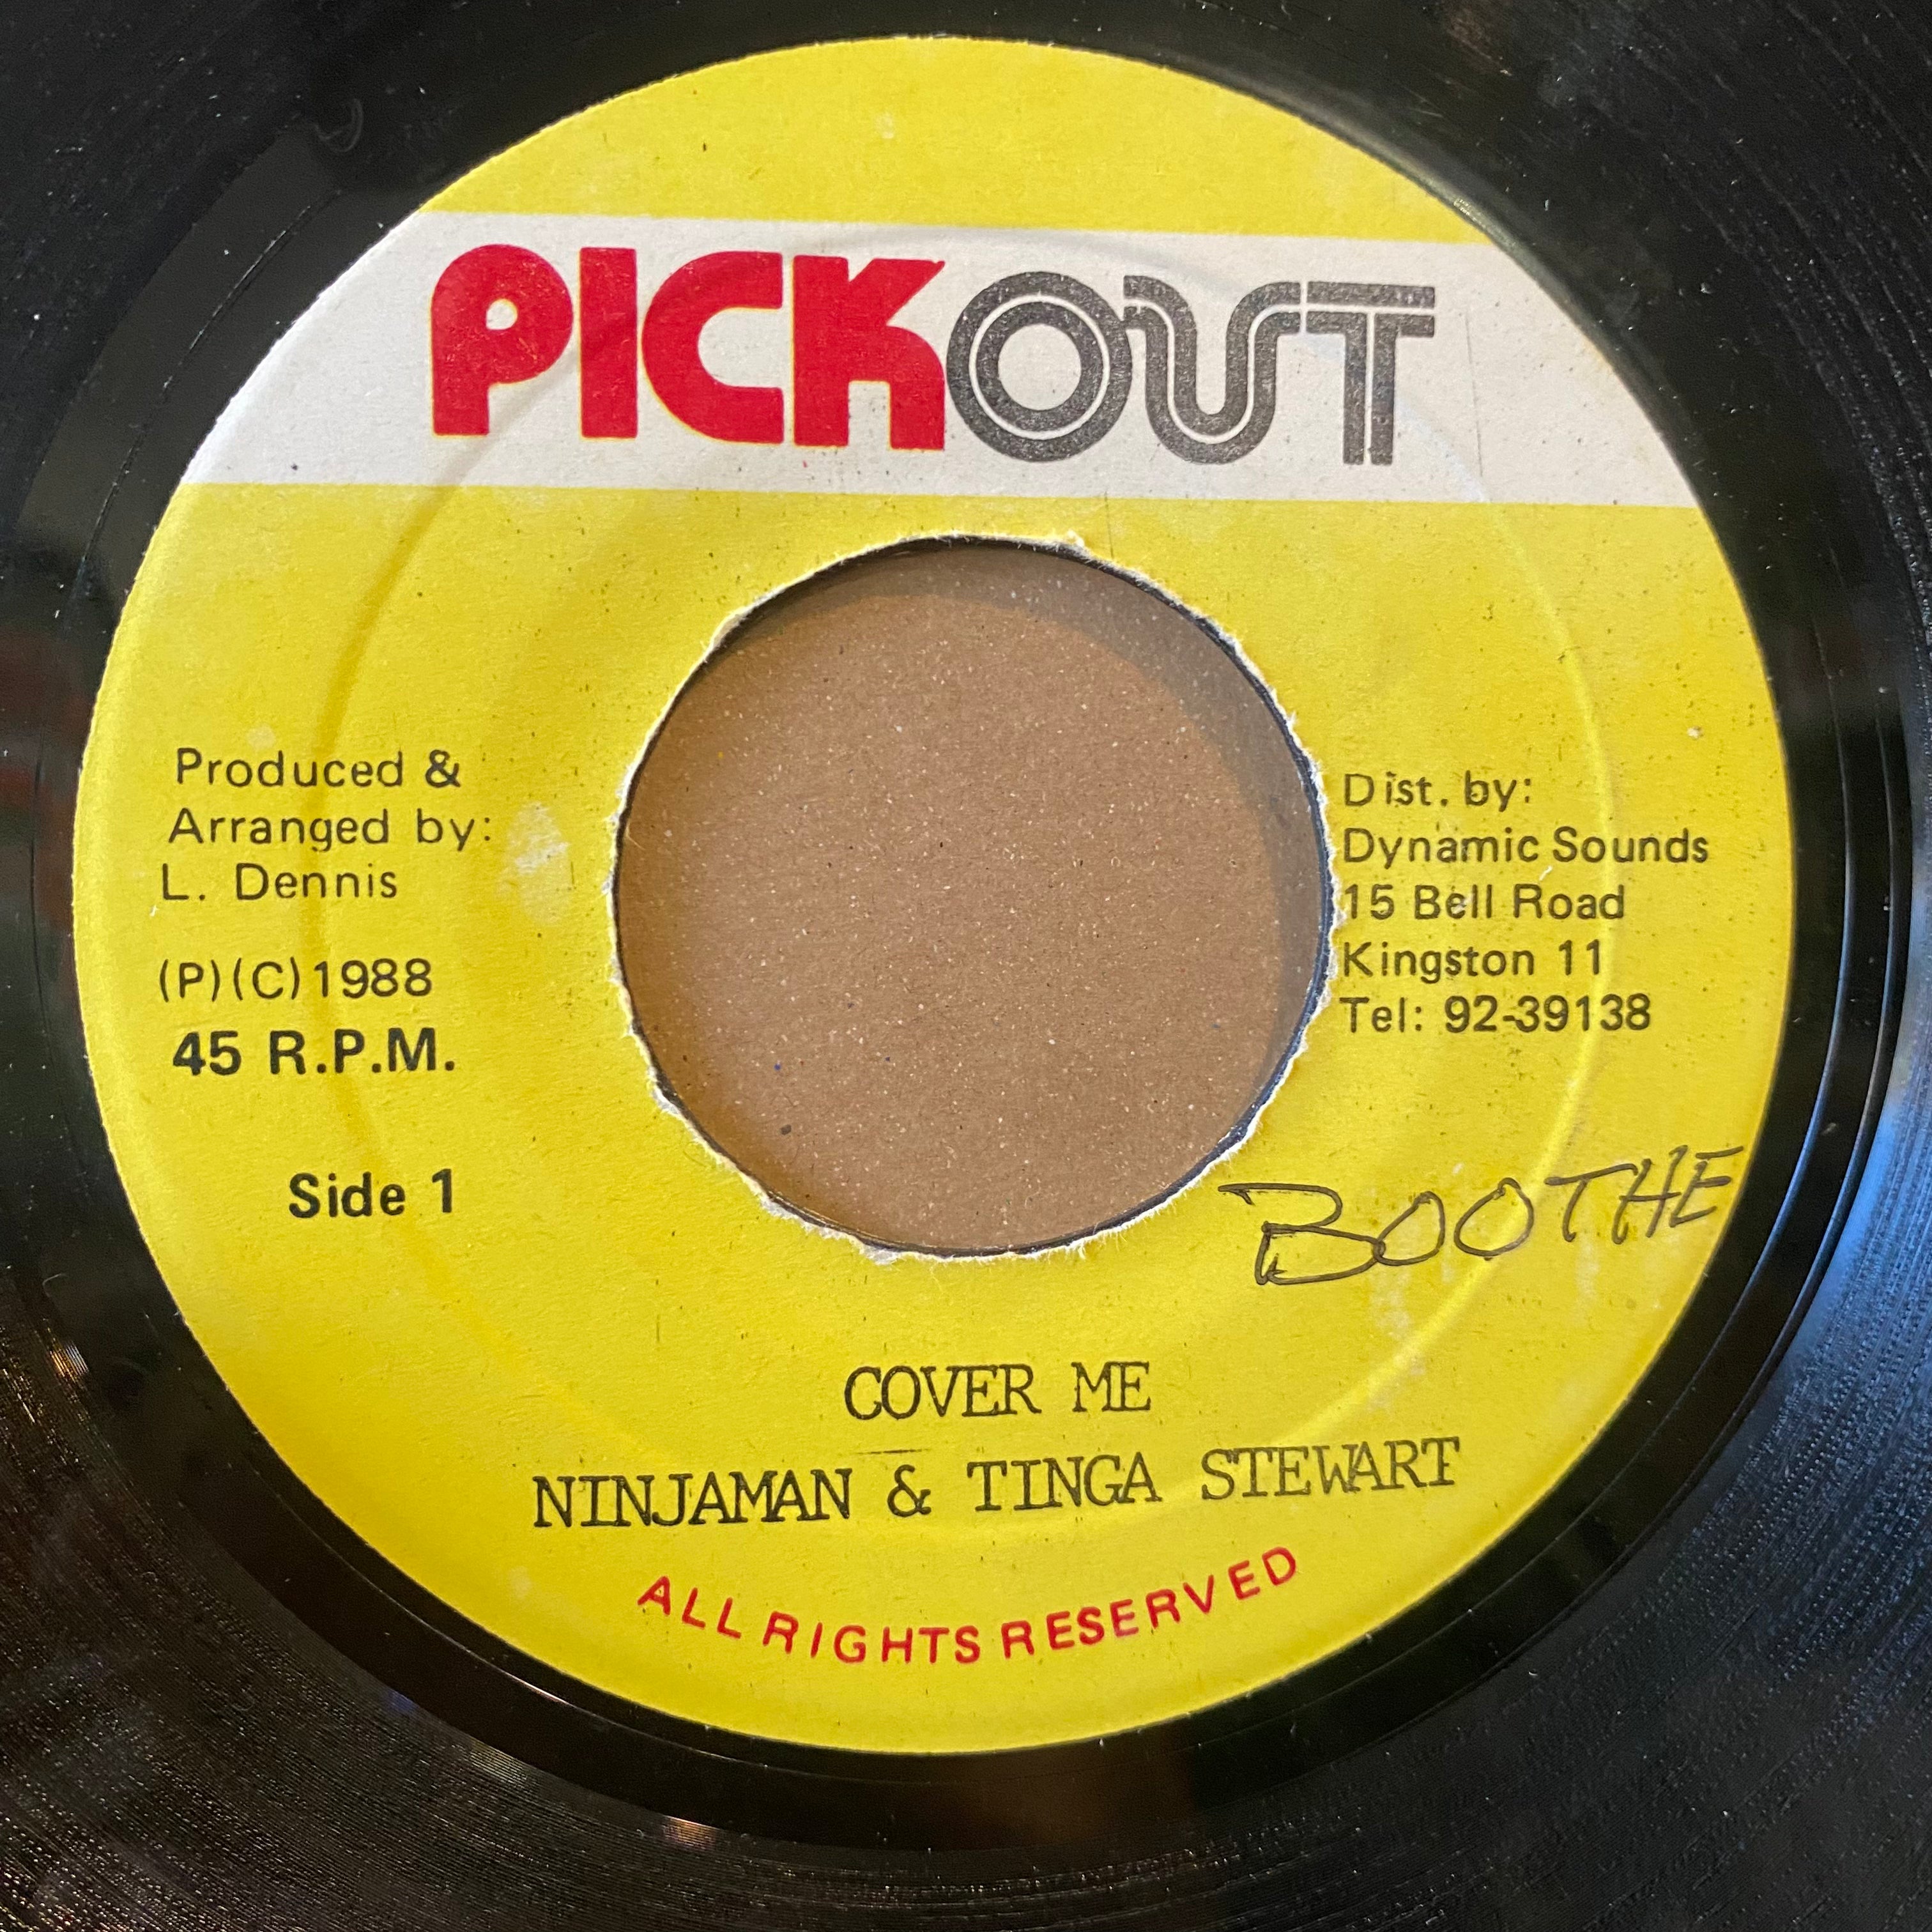 PICKOUT
Produced &
Arranged by:
L. Dennis
(P)(C)1988
45 R.P.M.
Side 1
Dist. by:
Dynamic Sounds
15 Bell Road
Kingston 11
Tel: 92-39138
BOOTHE
COVER ME
NINJAMAN & TINGA STEWART
ALL RIGHTS RESERVED